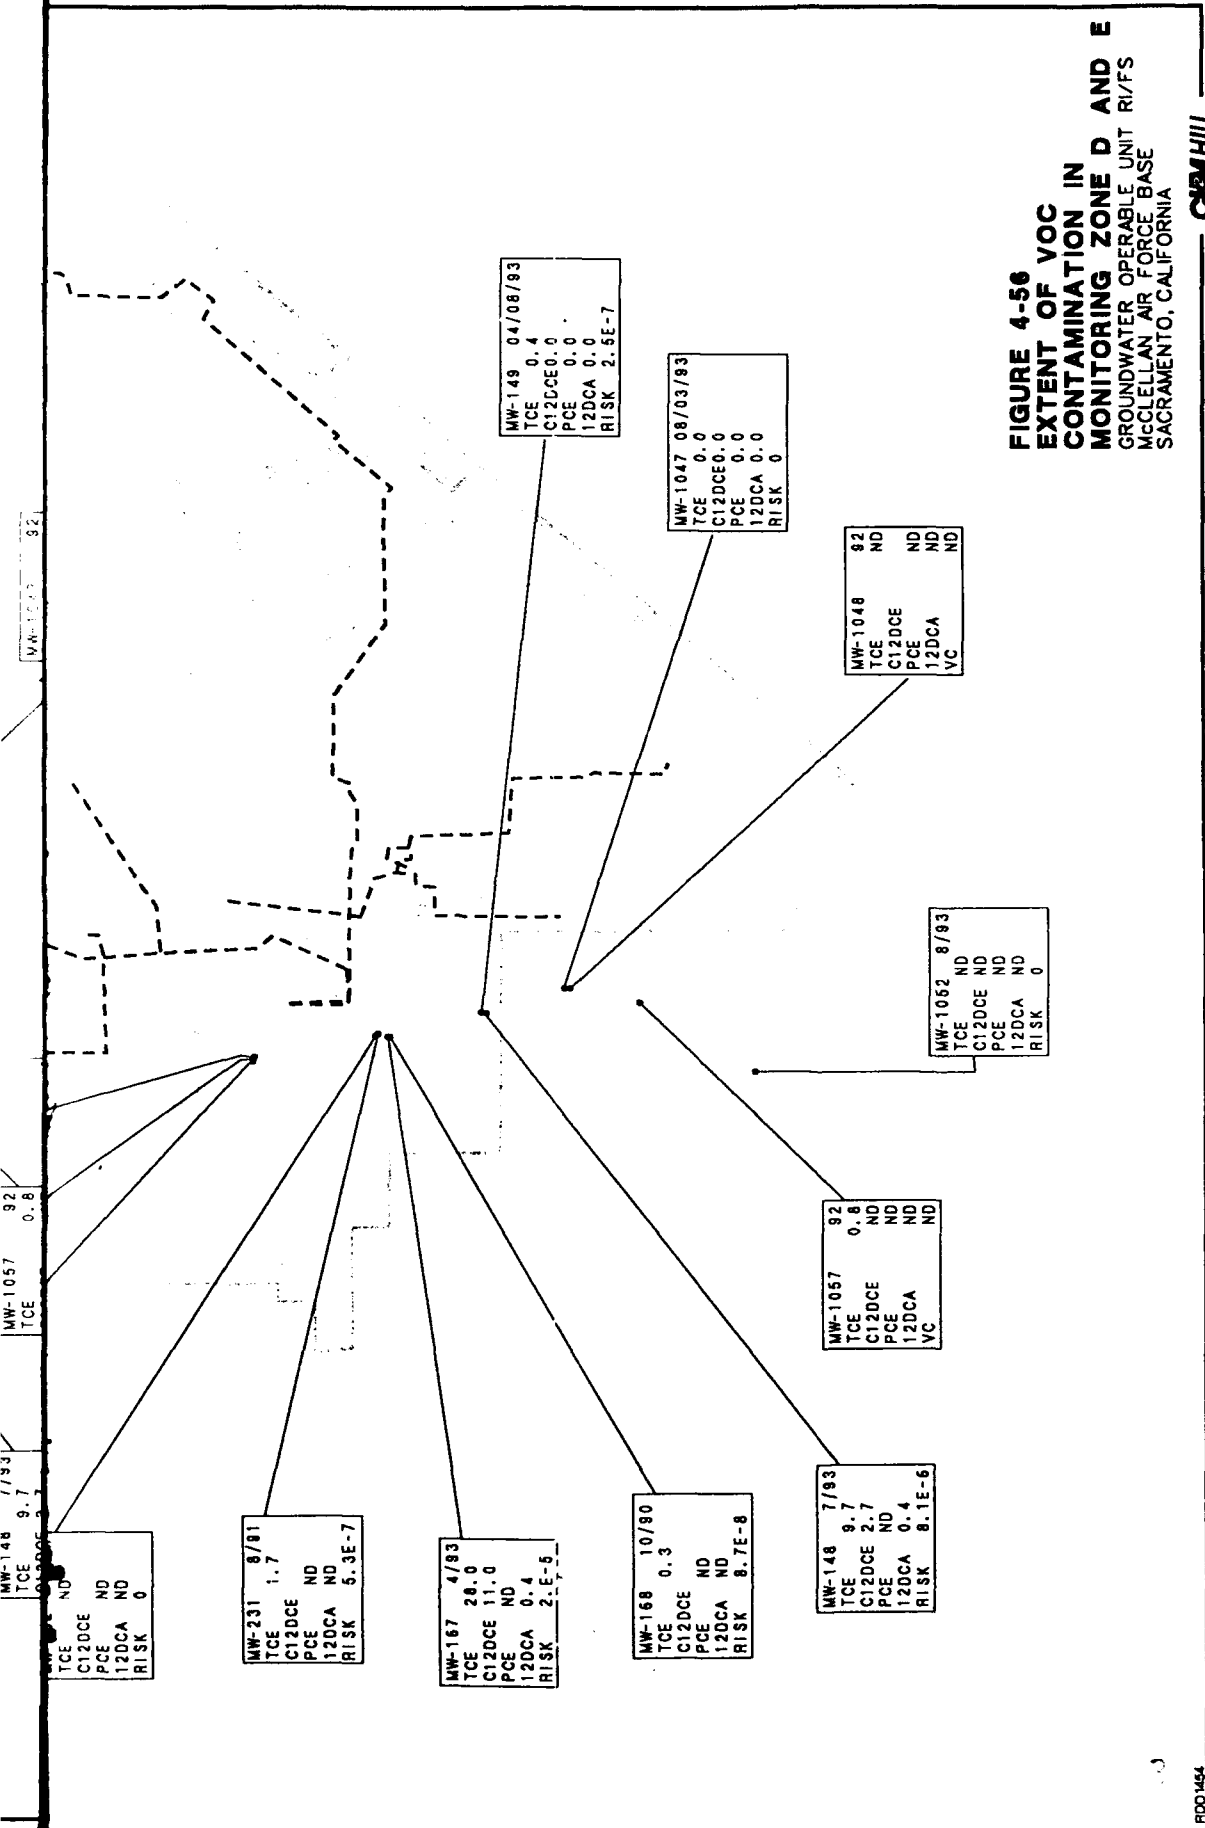 MW-1057 92
TCE 0.8
MW-148 7/93
TCE 9.7
TCE ND
C12DCE
PCE ND
12DCA ND
RISK 0
MW-231 8/91
TCE 1.7
C12DCE
PCE ND
12DCA ND
RISK 5.3E-7
MW-167 4/93
TCE 28.0
C12DCE 11.0
PCE ND
12DCA 0.4
RISK 2.E-5
MW-168 10/90
TCE 0.3
C12DCE
PCE ND
12DCA ND
RISK 8.7E-8
MW-148 7/93
TCE 9.7
C12DCE 2.7
PCE ND
12DCA 0.4
RISK 8.1E-6
MW-1057 92
TCE 0.8
C12DCE ND
PCE ND
12DCA ND
VC ND
MW-1052 8/93
TCE ND
C12DCE ND
PCE ND
12DCA ND
RISK 0
MW-1048 92
TCE ND
C12DCE
PCE ND
12DCA ND
VC ND
MW-1047 08/03/93
TCE 0.0
C12DCE0.0
PCE 0.0
12DCA 0.0
RISK 0
MW-149 04/08/93
TCE 0.4
C12DCE0.0
PCE 0.0
12DCA 0.0
RISK 2.5E-7
92
FIGURE 4-56
EXTENT OF VOC
CONTAMINATION IN
MONITORING ZONE D AND E
GROUNDWATER OPERABLE UNIT RI/FS
McCLELLAN AIR FORCE BASE
SACRAMENTO, CALIFORNIA
CH2M HILL
RDD1454